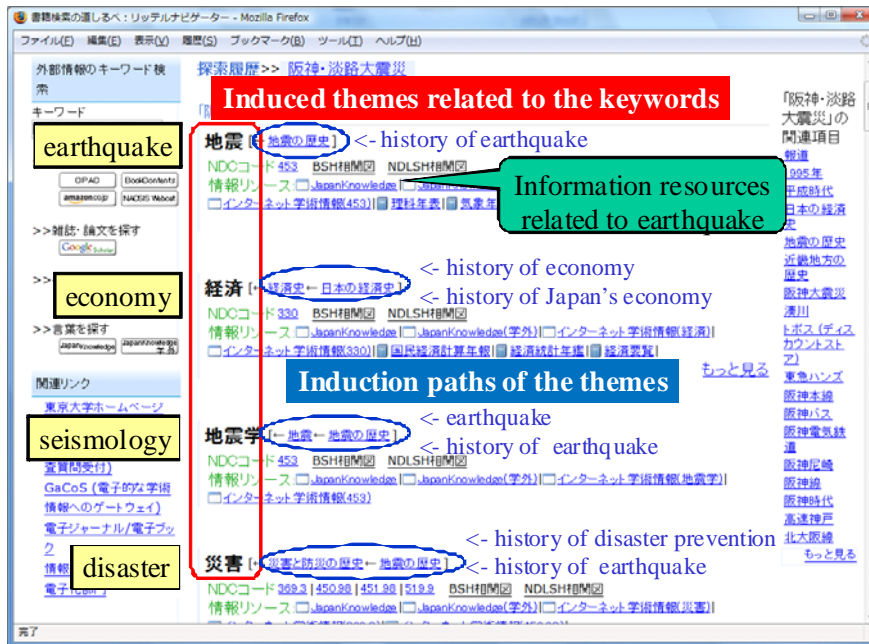 書籍検索の道しるべ：リッテルナビゲーター - Mozilla Firefox
ファイル(F) 編集(E) 表示(V) 履歴(S) ブックマーク(B) ツール(T) ヘルプ(H)
外部情報のキーワード検
索
キーワード
earthquake
OPAC BookContents
amazon.co.jp NACSIS Webcat
>>雑誌・論文を探す
Google Scholar
>>
economy
>>言葉を探す
JapanKnowledge JapanKnowledge 学外
関連リンク
東京大学ホームページ
seismology
査質問受付)
GaCoS (電子的な学術
情報へのゲートウェイ)
電子ジャーナル/電子ブッ
ク
情報
disaster
電子
探索履歴>> 阪神・淡路大震災
Induced themes related to the keywords
地震 [← 地震の歴史 ] <- history of earthquake
NDCコード 453 BSH相関図 NDLSH相関図
情報リソース: JapanKnowledge |
Information resources
related to earthquake
インターネット学術情報(453)| 理科年表| 気象年
<- history of economy
経済 [← 経済史← 日本の経済史 ]
<- history of Japan's economy
NDCコード 330 BSH相関図 NDLSH相関図
情報リソース: JapanKnowledge | JapanKnowledge(学外)| インターネット学術情報(経済)|
インターネット学術情報(330)| 国民経済計算年報| 経済統計年鑑| 経済要覧|
もっと見る
Induction paths of the themes
<- earthquake
地震学 [← 地震← 地震の歴史 ]
<- history of earthquake
NDCコード 453 BSH相関図 NDLSH相関図
情報リソース: JapanKnowledge | JapanKnowledge(学外)| インターネット学術情報(地震学)|
インターネット学術情報(453)
<- history of disaster prevention
災害 [← 災害と防災の歴史← 地震の歴史 ]
<- history of earthquake
NDCコード 369.3 | 450.98 | 451.98 | 519.9 BSH相関図 NDLSH相関図
情報リソース: JapanKnowledge | JapanKnowledge(学外)| インターネット学術情報(災害)|
「阪神・淡路
大震災」の
関連項目
報道
1995年
平成時代
日本の経済
史
地震の歴史
近畿地方の
歴史
阪神大震災
湊川
トポス (ディス
カウントスト
ア)
東急ハンズ
阪神本線
阪神バス
阪神電気鉄
道
阪神尼崎
阪神線
阪神時代
高速神戸
北大阪線
もっと見る
完了